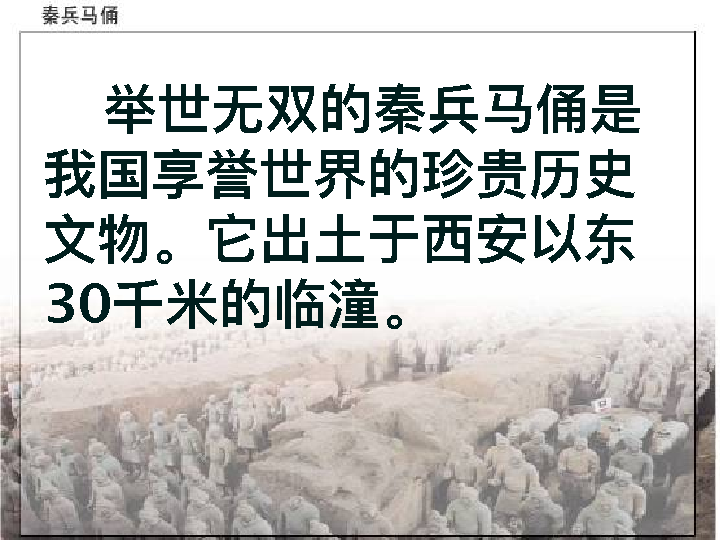 秦兵马俑
举世无双的秦兵马俑是
我国享誉世界的珍贵历史
文物。它出土于西安以东
30千米的临潼。